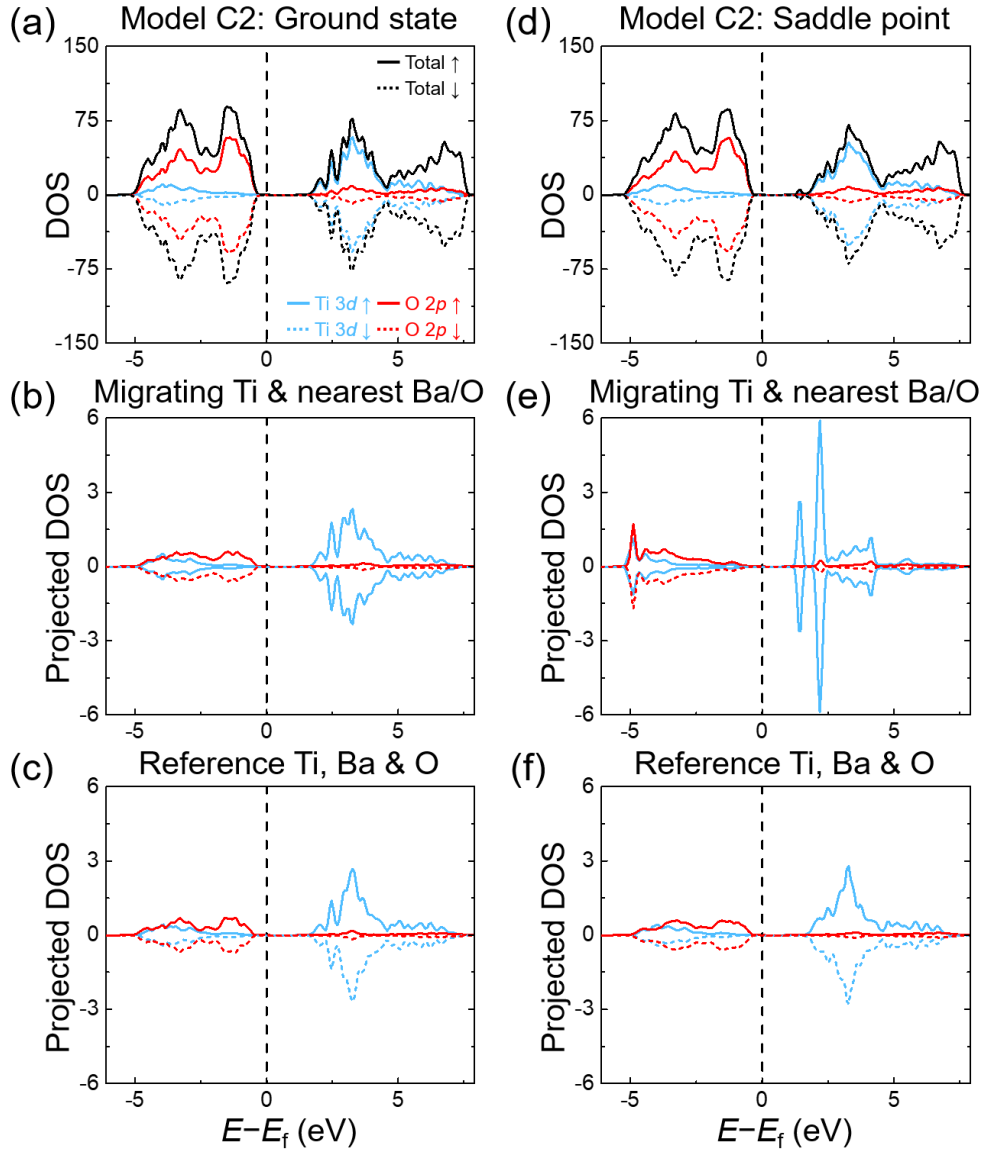 (a) Model C2: Ground state
150
75
0
-75
-150
DOS
Total ↑
Total ↓
Ti 3d ↑ O 2p ↑
Ti 3d ↓ O 2p ↓
-5 0 5
(d) Model C2: Saddle point
150
75
0
-75
-150
DOS
-5 0 5
(b) Migrating Ti & nearest Ba/O
6
3
0
-3
-6
Projected DOS
-5 0 5
(e) Migrating Ti & nearest Ba/O
6
3
0
-3
-6
Projected DOS
-5 0 5
(c) Reference Ti, Ba & O
6
3
0
-3
-6
Projected DOS
-5 0 5
E−Ef (eV)
(f) Reference Ti, Ba & O
6
3
0
-3
-6
Projected DOS
-5 0 5
E−Ef (eV)